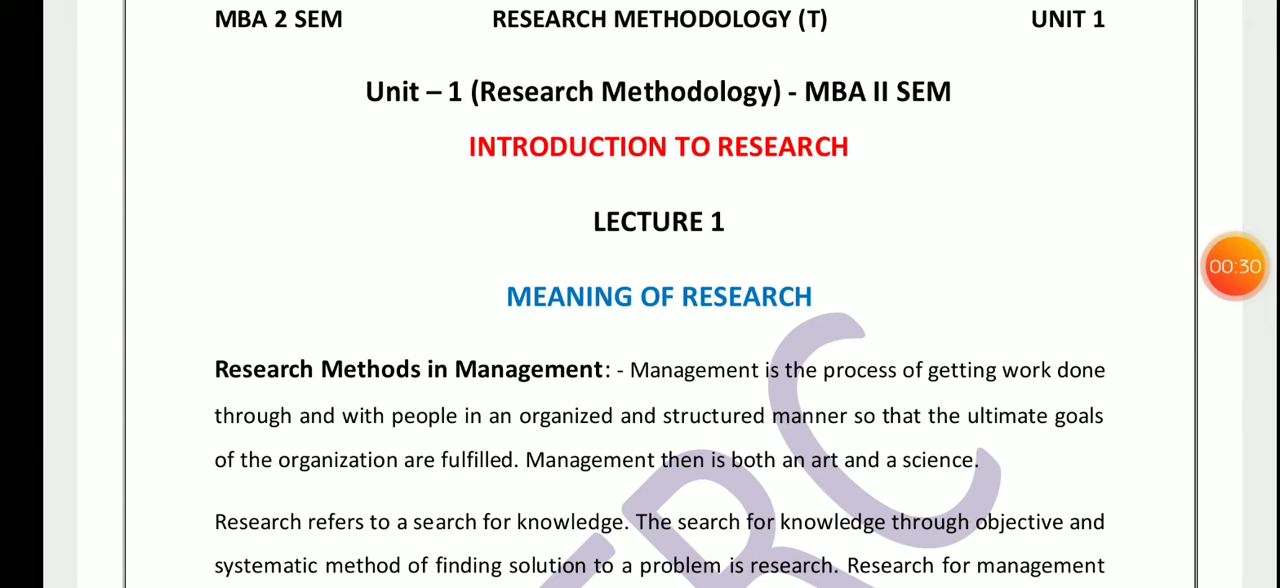 MBA 2 SEM RESEARCH METHODOLOGY (T) UNIT 1
Unit – 1 (Research Methodology) - MBA II SEM
INTRODUCTION TO RESEARCH
LECTURE 1
MEANING OF RESEARCH
00:30
Research Methods in Management: - Management is the process of getting work done
through and with people in an organized and structured manner so that the ultimate goals
of the organization are fulfilled. Management then is both an art and a science.
Research refers to a search for knowledge. The search for knowledge through objective and
systematic method of finding solution to a problem is research. Research for management